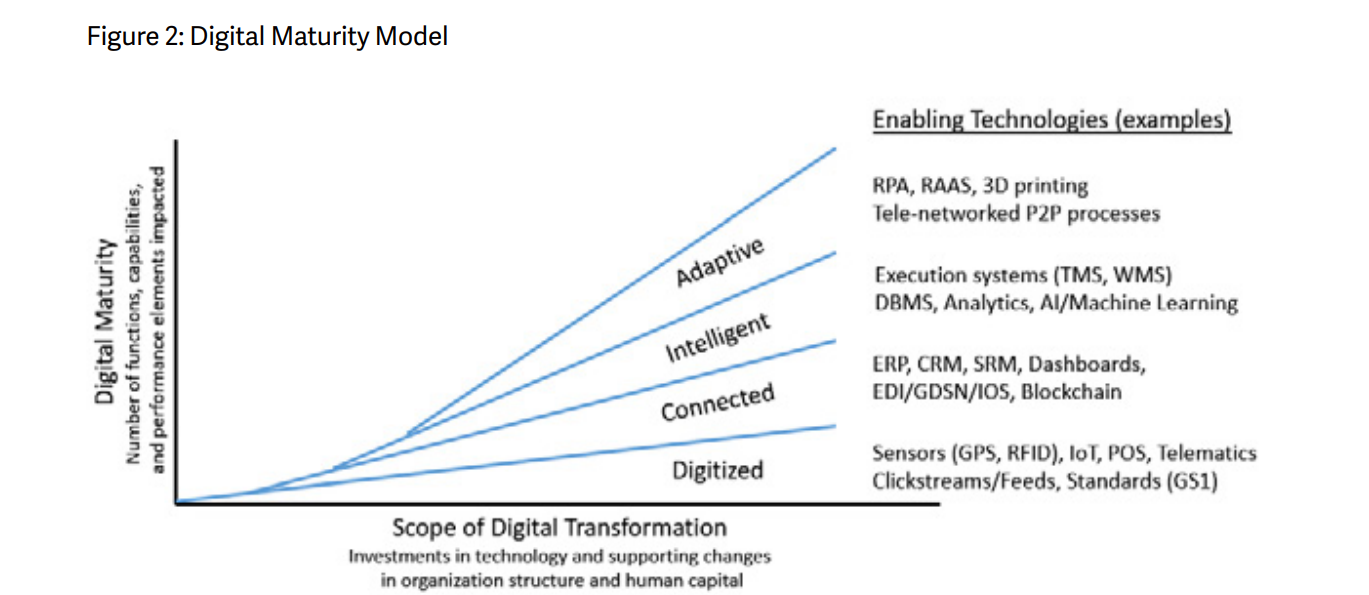 Figure 2: Digital Maturity Model
Enabling Technologies (examples)
RPA, RAAS, 3D printing
Tele-networked P2P processes
Execution systems (TMS, WMS)
DBMS, Analytics, AI/Machine Learning
ERP, CRM, SRM, Dashboards,
EDI/GDSN/IOS, Blockchain
Sensors (GPS, RFID), IoT, POS, Telematics
Clickstreams/Feeds, Standards (GS1)
Digital Maturity
Number of functions, capabilities,
and performance elements impacted
Adaptive
Intelligent
Connected
Digitized
Scope of Digital Transformation
Investments in technology and supporting changes
in organization structure and human capital